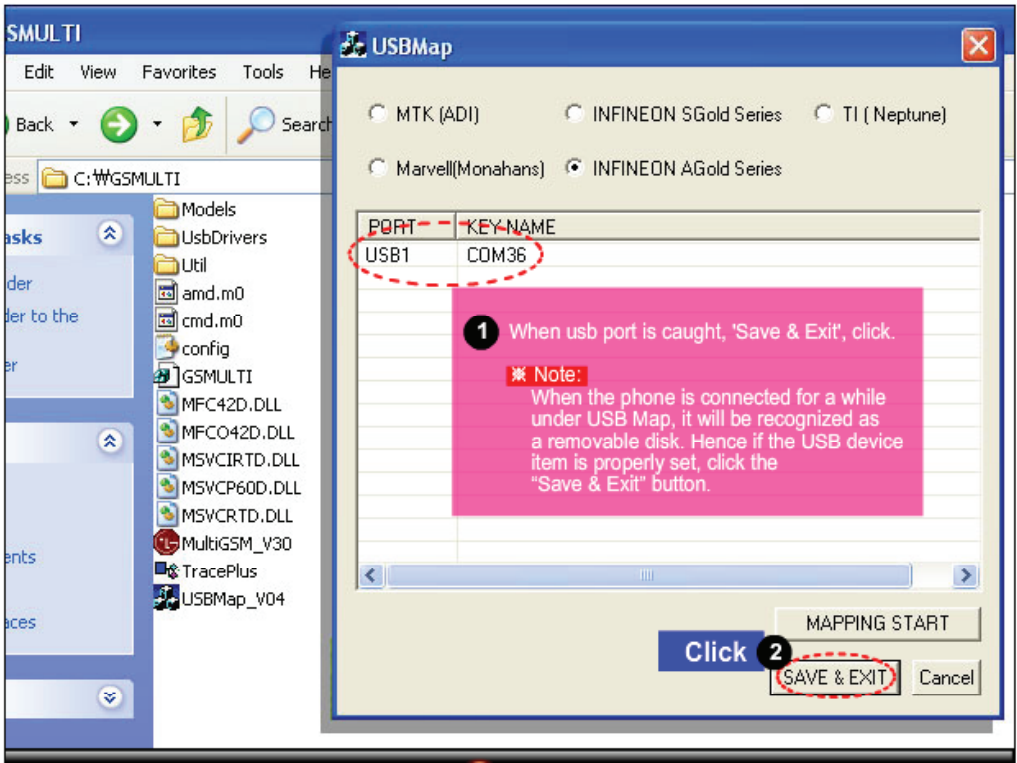 SMULTI
Edit View Favorites Tools He
Back
Search
ess C:₩GSMULTI
asks
der
der to the
er
ents
aces
Models
UsbDrivers
Util
amd.m0
cmd.m0
config
GSMULTI
MFC42D.DLL
MFCO42D.DLL
MSVCIRTD.DLL
MSVCP60D.DLL
MSVCRTD.DLL
MultiGSM_V30
TracePlus
USBMap_V04
USBMap
MTK (ADI) INFINEON SGold Series TI ( Neptune)
Marvell(Monahans) INFINEON AGold Series
PORT KEY-NAME
USB1 COM36
1 When usb port is caught, 'Save & Exit', click.
※ Note:
When the phone is connected for a while
under USB Map, it will be recognized as
a removable disk. Hence if the USB device
item is properly set, click the
“Save & Exit” button.
MAPPING START
Click 2
SAVE & EXIT Cancel